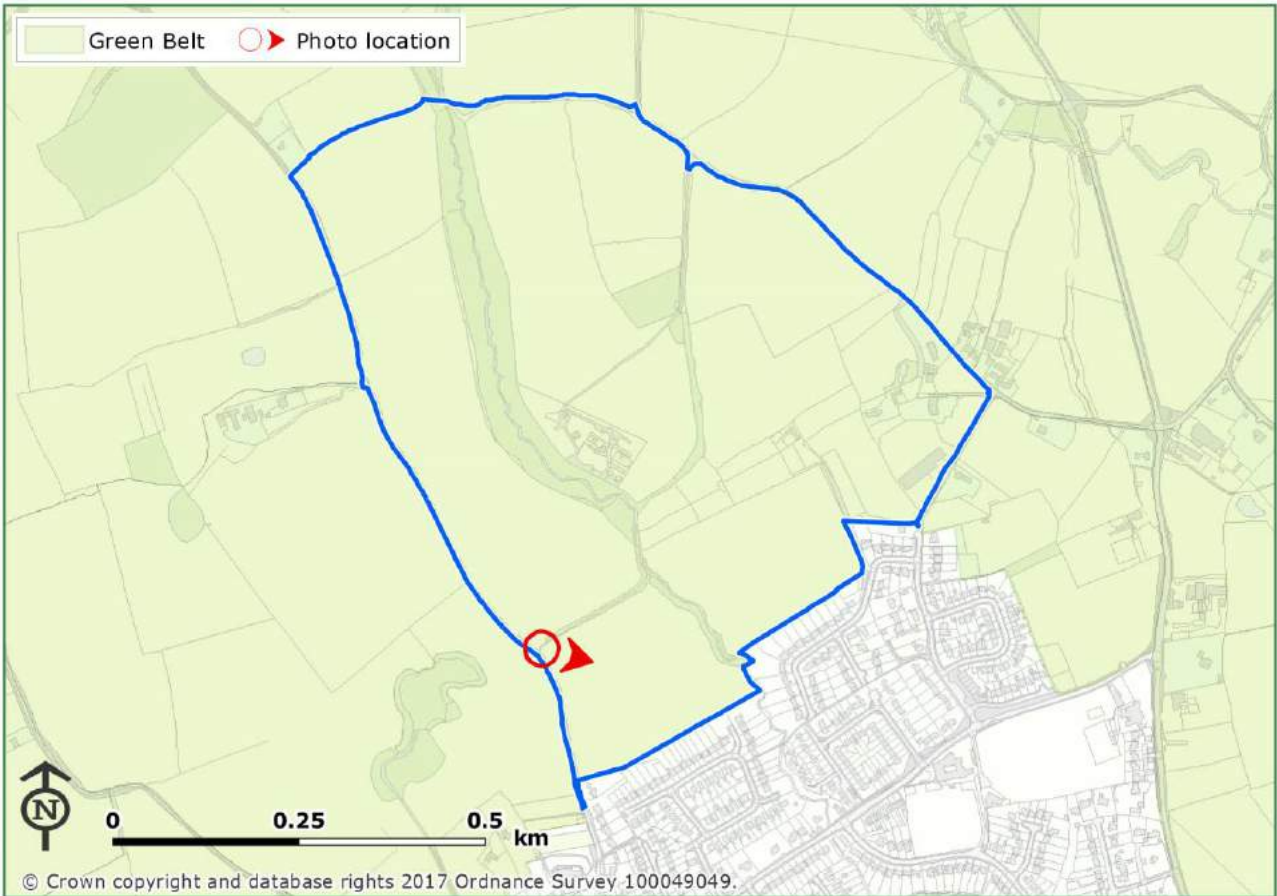 Green Belt Photo location
N
0 0.25 0.5 km
© Crown copyright and database rights 2017 Ordnance Survey 100049049.